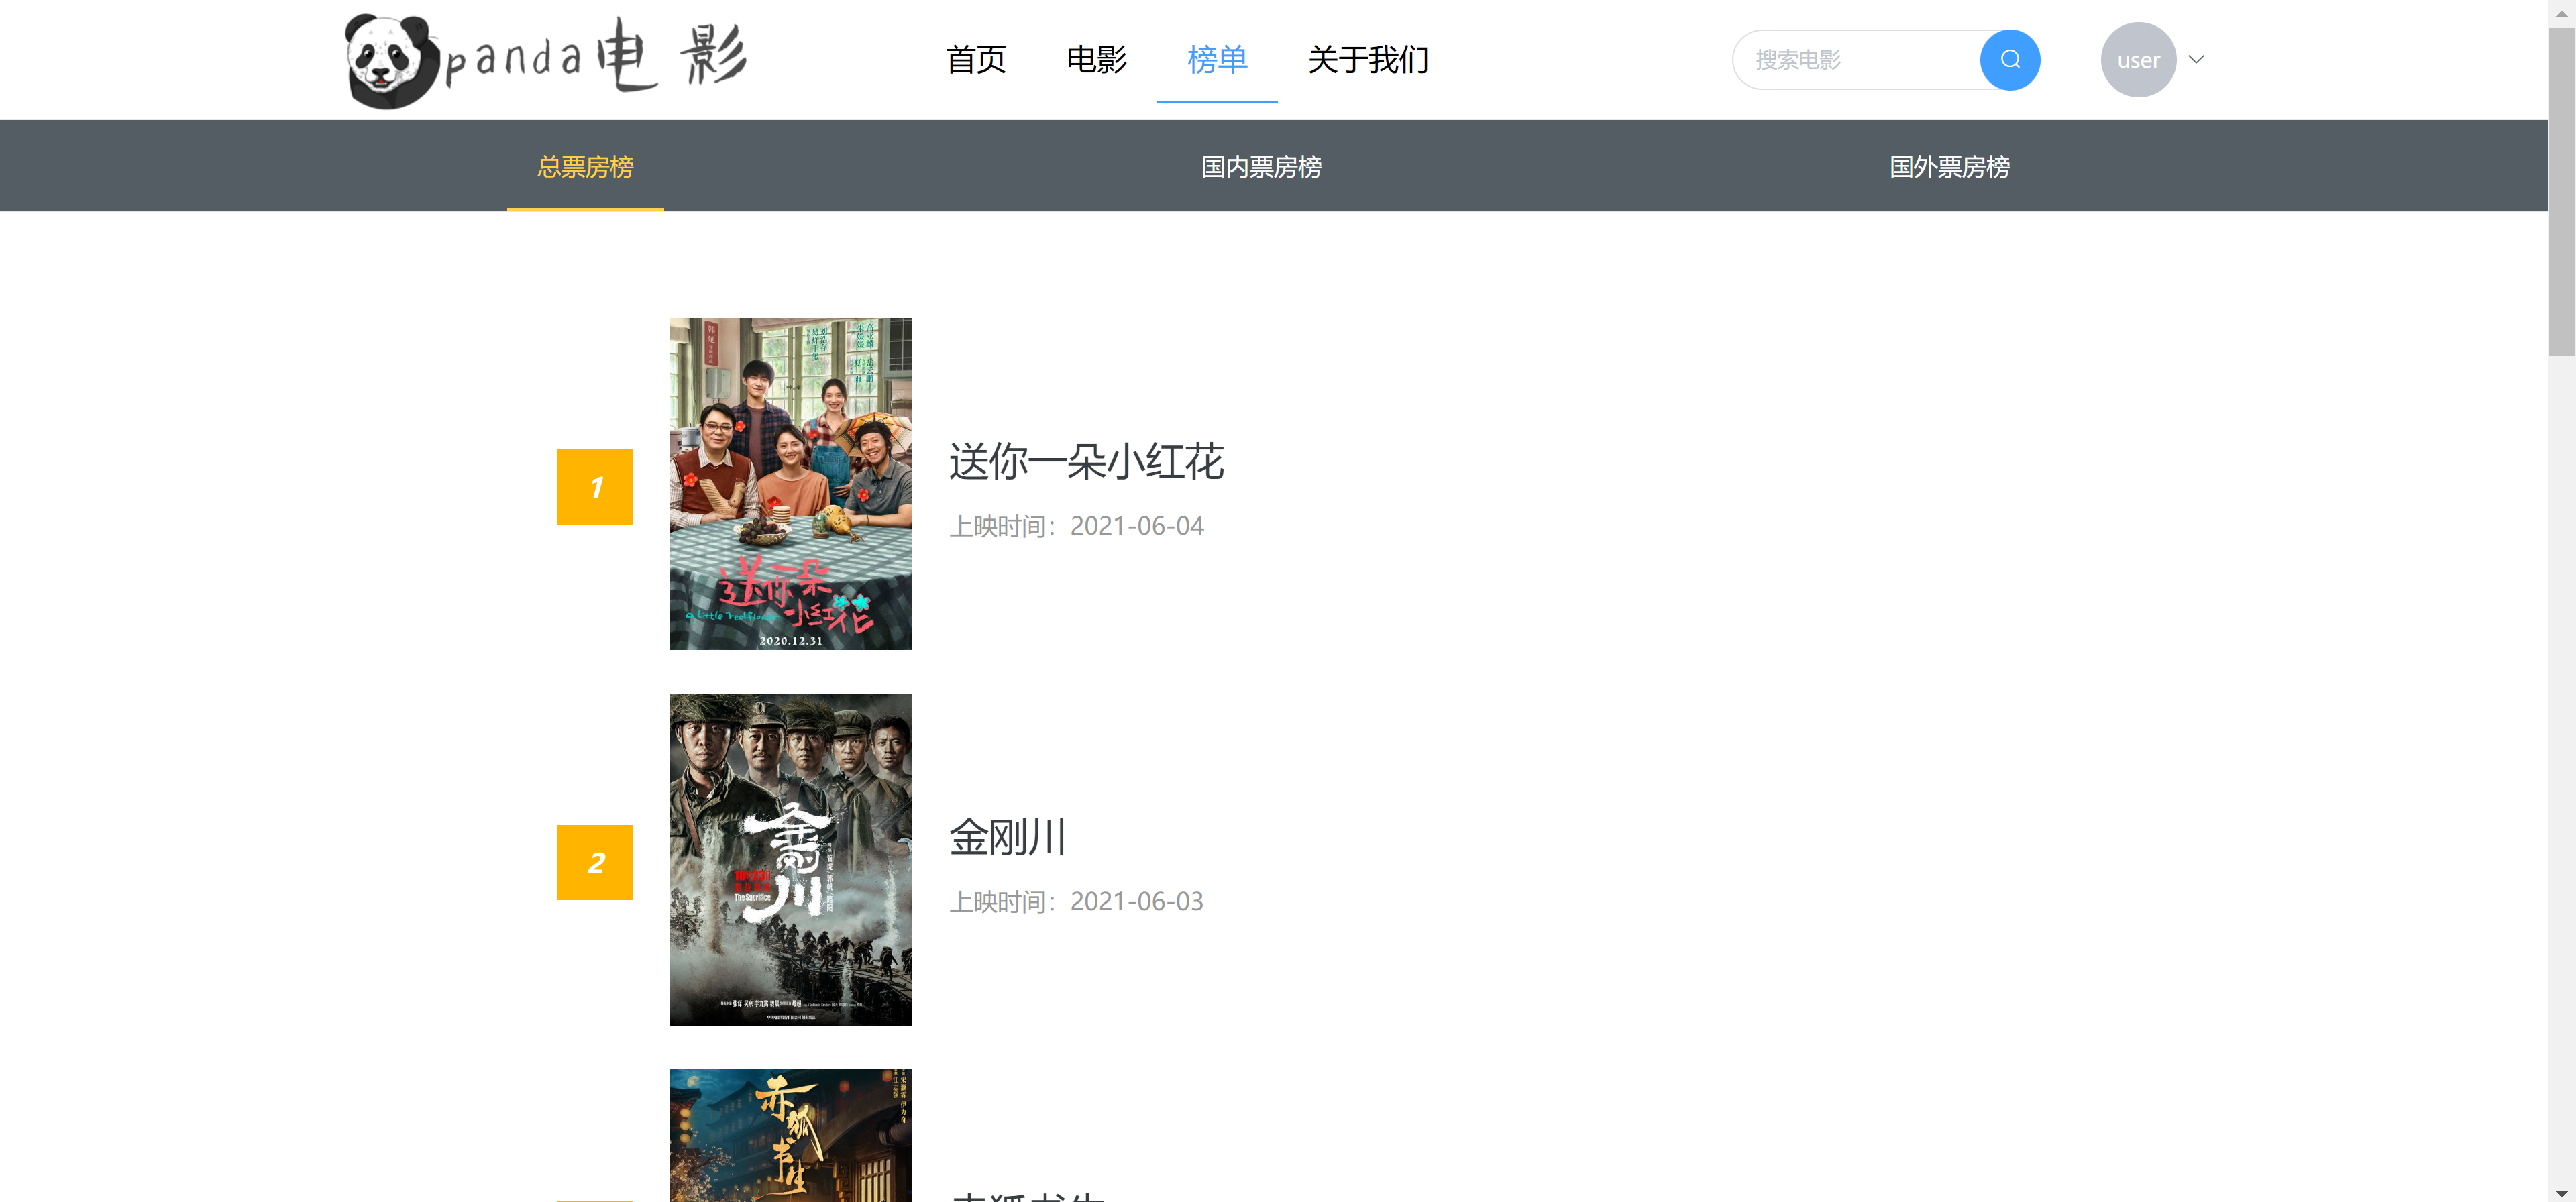 panda电影
首页
电影
榜单
关于我们
搜索电影
user
总票房榜
国内票房榜
国外票房榜
1
送你一朵小红花
上映时间：2021-06-04
送你一朵
小红花
2020.12.31
2
金刚川
上映时间：2021-06-03
金刚川
The Sacrifice
赤狐书生